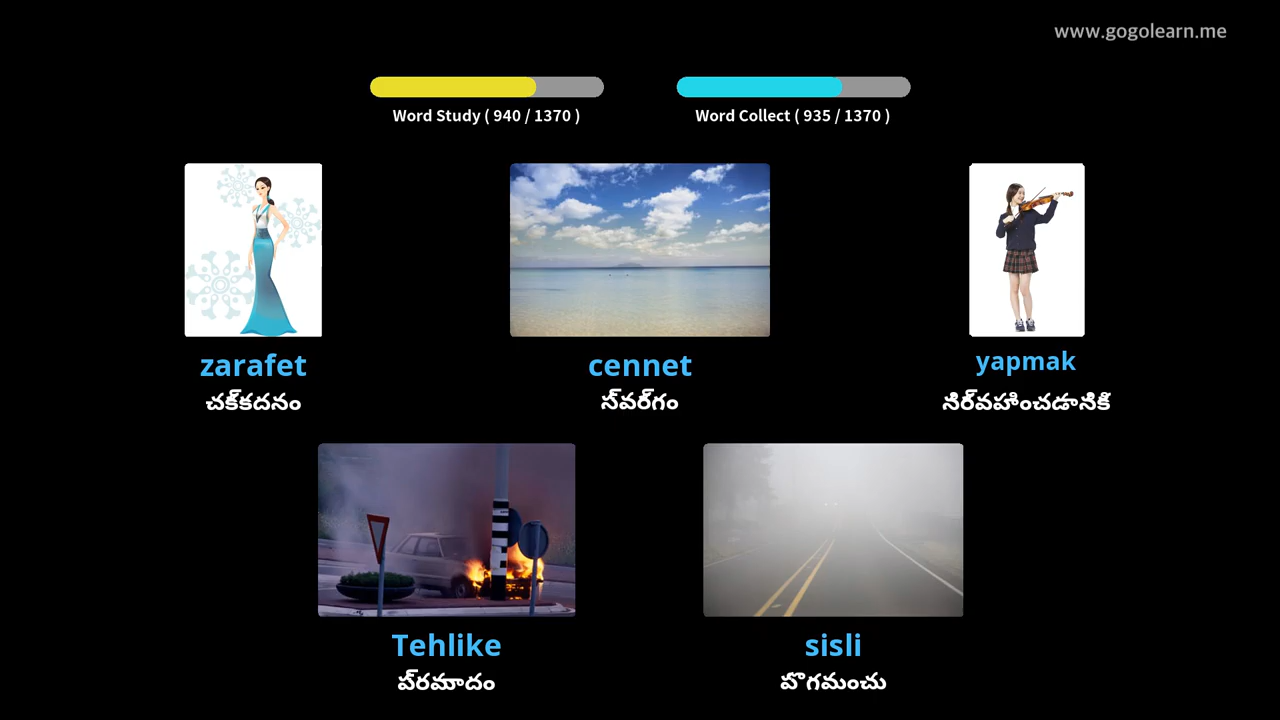 www.gogolearn.me
Word Study ( 940 / 1370 )
Word Collect ( 935 / 1370 )
zarafet
చక్‌కదనం
cennet
స్‌వర్‌గం
yapmak
నిర్‌వహించడానికి
Tehlike
ప్‌రమాదం
sisli
పొగమంచు